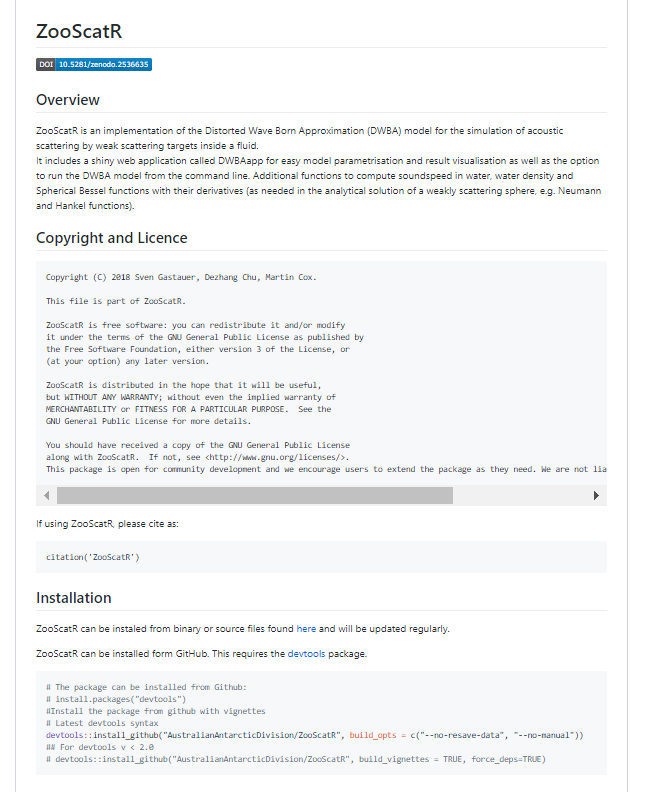 ZooScatR
DOI 10.5281/zenodo.2536635
Overview
ZooScatR is an implementation of the Distorted Wave Born Approximation (DWBA) model for the simulation of acoustic
scattering by weak scattering targets inside a fluid.
It includes a shiny web application called DWBAapp for easy model parametrisation and result visualisation as well as the option
to run the DWBA model from the command line. Additional functions to compute soundspeed in water, water density and
Spherical Bessel functions with their derivatives (as needed in the analytical solution of a weakly scattering sphere, e.g. Neumann
and Hankel functions).
Copyright and Licence
Copyright (C) 2018 Sven Gastauer, Dezhang Chu, Martin Cox.
This file is part of ZooScatR.
ZooScatR is free software: you can redistribute it and/or modify
it under the terms of the GNU General Public License as published by
the Free Software Foundation, either version 3 of the License, or
(at your option) any later version.
ZooScatR is distributed in the hope that it will be useful,
but WITHOUT ANY WARRANTY; without even the implied warranty of
MERCHANTABILITY or FITNESS FOR A PARTICULAR PURPOSE.  See the
GNU General Public License for more details.
You should have received a copy of the GNU General Public License
along with ZooScatR.  If not, see <http://www.gnu.org/licenses/>.
This package is open for community development and we encourage users to extend the package as they need. We are not lia
If using ZooScatR, please cite as:
citation('ZooScatR')
Installation
ZooScatR can be instaled from binary or source files found here and will be updated regularly.
ZooScatR can be installed form GitHub. This requires the devtools package.
# The package can be installed from Github:
# install.packages("devtools")
#Install the package from github with vignettes
# Latest devtools syntax
devtools::install_github("AustralianAntarcticDivision/ZooScatR", build_opts = c("--no-resave-data", "--no-manual"))
## For devtools v < 2.0
# devtools::install_github("AustralianAntarcticDivision/ZooScatR", build_vignettes = TRUE, force_deps=TRUE)